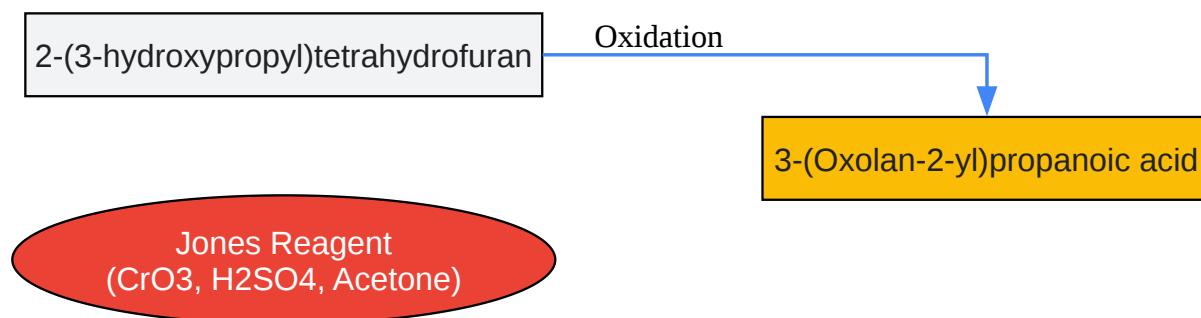 2-(3-hydroxypropyl)tetrahydrofuran
Oxidation
3-(Oxolan-2-yl)propanoic acid
Jones Reagent
(CrO3, H2SO4, Acetone)